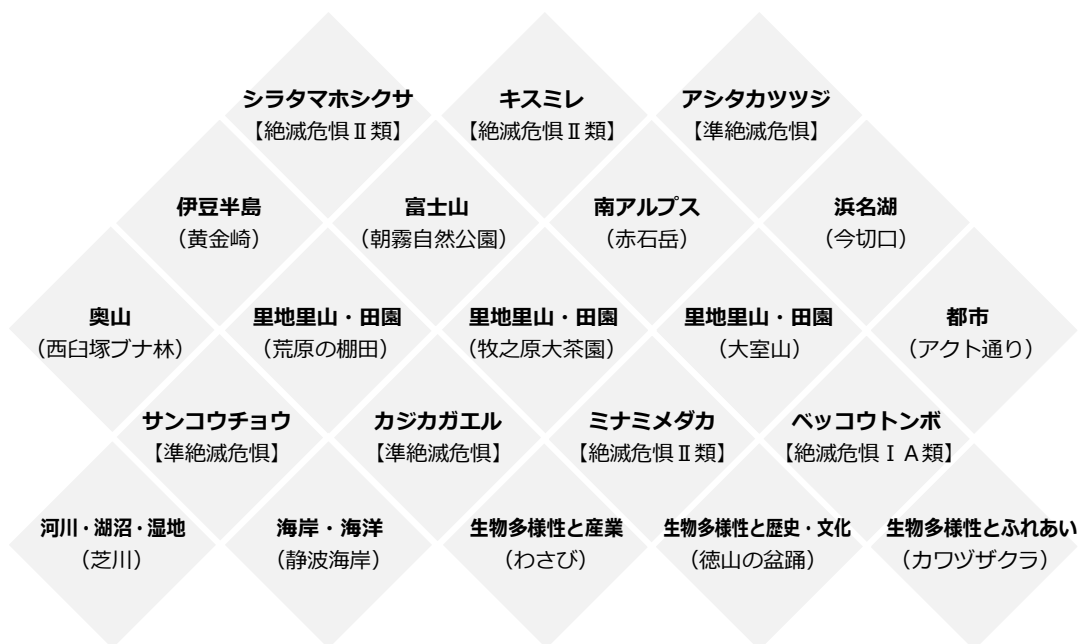 シラタマホシクサ
【絶滅危惧Ⅱ類】
キスミレ
【絶滅危惧Ⅱ類】
アシタカツツジ
【準絶滅危惧】
伊豆半島
（黄金崎）
富士山
（朝霧自然公園）
南アルプス
（赤石岳）
浜名湖
（今切口）
奥山
（西臼塚ブナ林）
里地里山・田園
（荒原の棚田）
里地里山・田園
（牧之原大茶園）
里地里山・田園
（大室山）
都市
（アクト通り）
サンコウチョウ
【準絶滅危惧】
カジカガエル
【準絶滅危惧】
ミナミメダカ
【絶滅危惧Ⅱ類】
ベッコウトンボ
【絶滅危惧ⅠＡ類】
河川・湖沼・湿地
（芝川）
海岸・海洋
（静波海岸）
生物多様性と産業
（わさび）
生物多様性と歴史・文化
（徳山の盆踊）
生物多様性とふれあい
（カワヅザクラ）